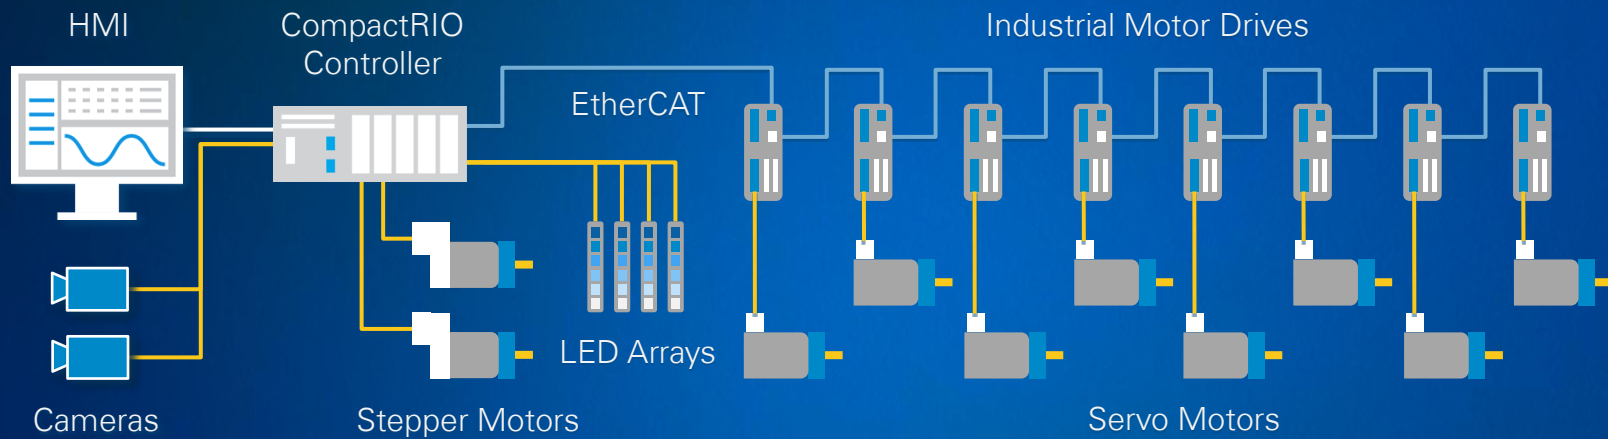 HMI
CompactRIO
Controller
Industrial Motor Drives
EtherCAT
LED Arrays
Cameras
Stepper Motors
Servo Motors